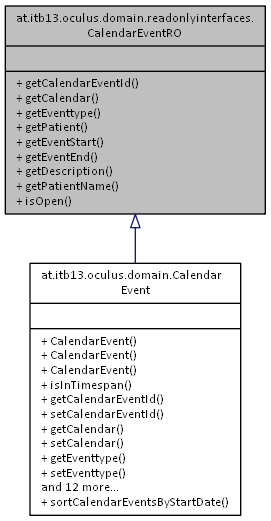 at.itb13.oculus.domain.readonlyinterfaces.
CalendarEventRO
+ getCalendarEventId()
+ getCalendar()
+ getEventtype()
+ getPatient()
+ getEventStart()
+ getEventEnd()
+ getDescription()
+ getPatientName()
+ isOpen()
at.itb13.oculus.domain.Calendar
Event
+ CalendarEvent()
+ CalendarEvent()
+ CalendarEvent()
+ isInTimespan()
+ getCalendarEventId()
+ setCalendarEventId()
+ getCalendar()
+ setCalendar()
+ getEventtype()
+ setEventtype()
and 12 more...
+ sortCalendarEventsByStartDate()